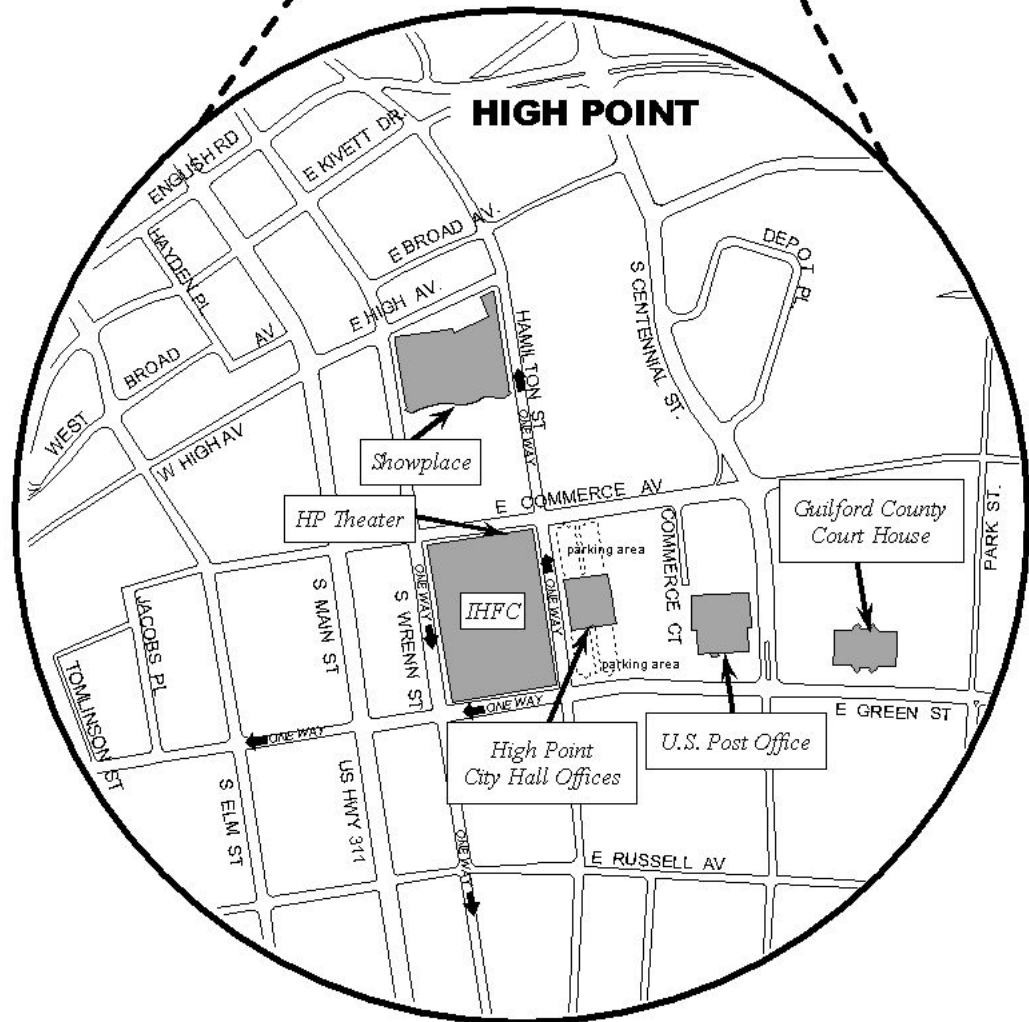 HIGH POINT
ENGLISH RD
E KIVETT DR.
HAYDEN PL
E BROAD AV.
DEPOT PL
E HIGH AV.
S CENTENNIAL ST.
HAMILTON ST
BROAD AV
WEST
ONE WAY
W HIGH AV
Showplace
E COMMERCE AV
HP Theater
Guilford County
Court House
PARK ST.
parking area
COMMERCE CT
ONE WAY
ONE WAY
IHFC
S MAIN ST
S WRENN ST
JACOBS PL
TOMLINSON ST
parking area
ONE WAY
E GREEN ST
ONE WAY
High Point
City Hall Offices
U.S. Post Office
S ELM ST
US HWY 311
ONE WAY
E RUSSELL AV